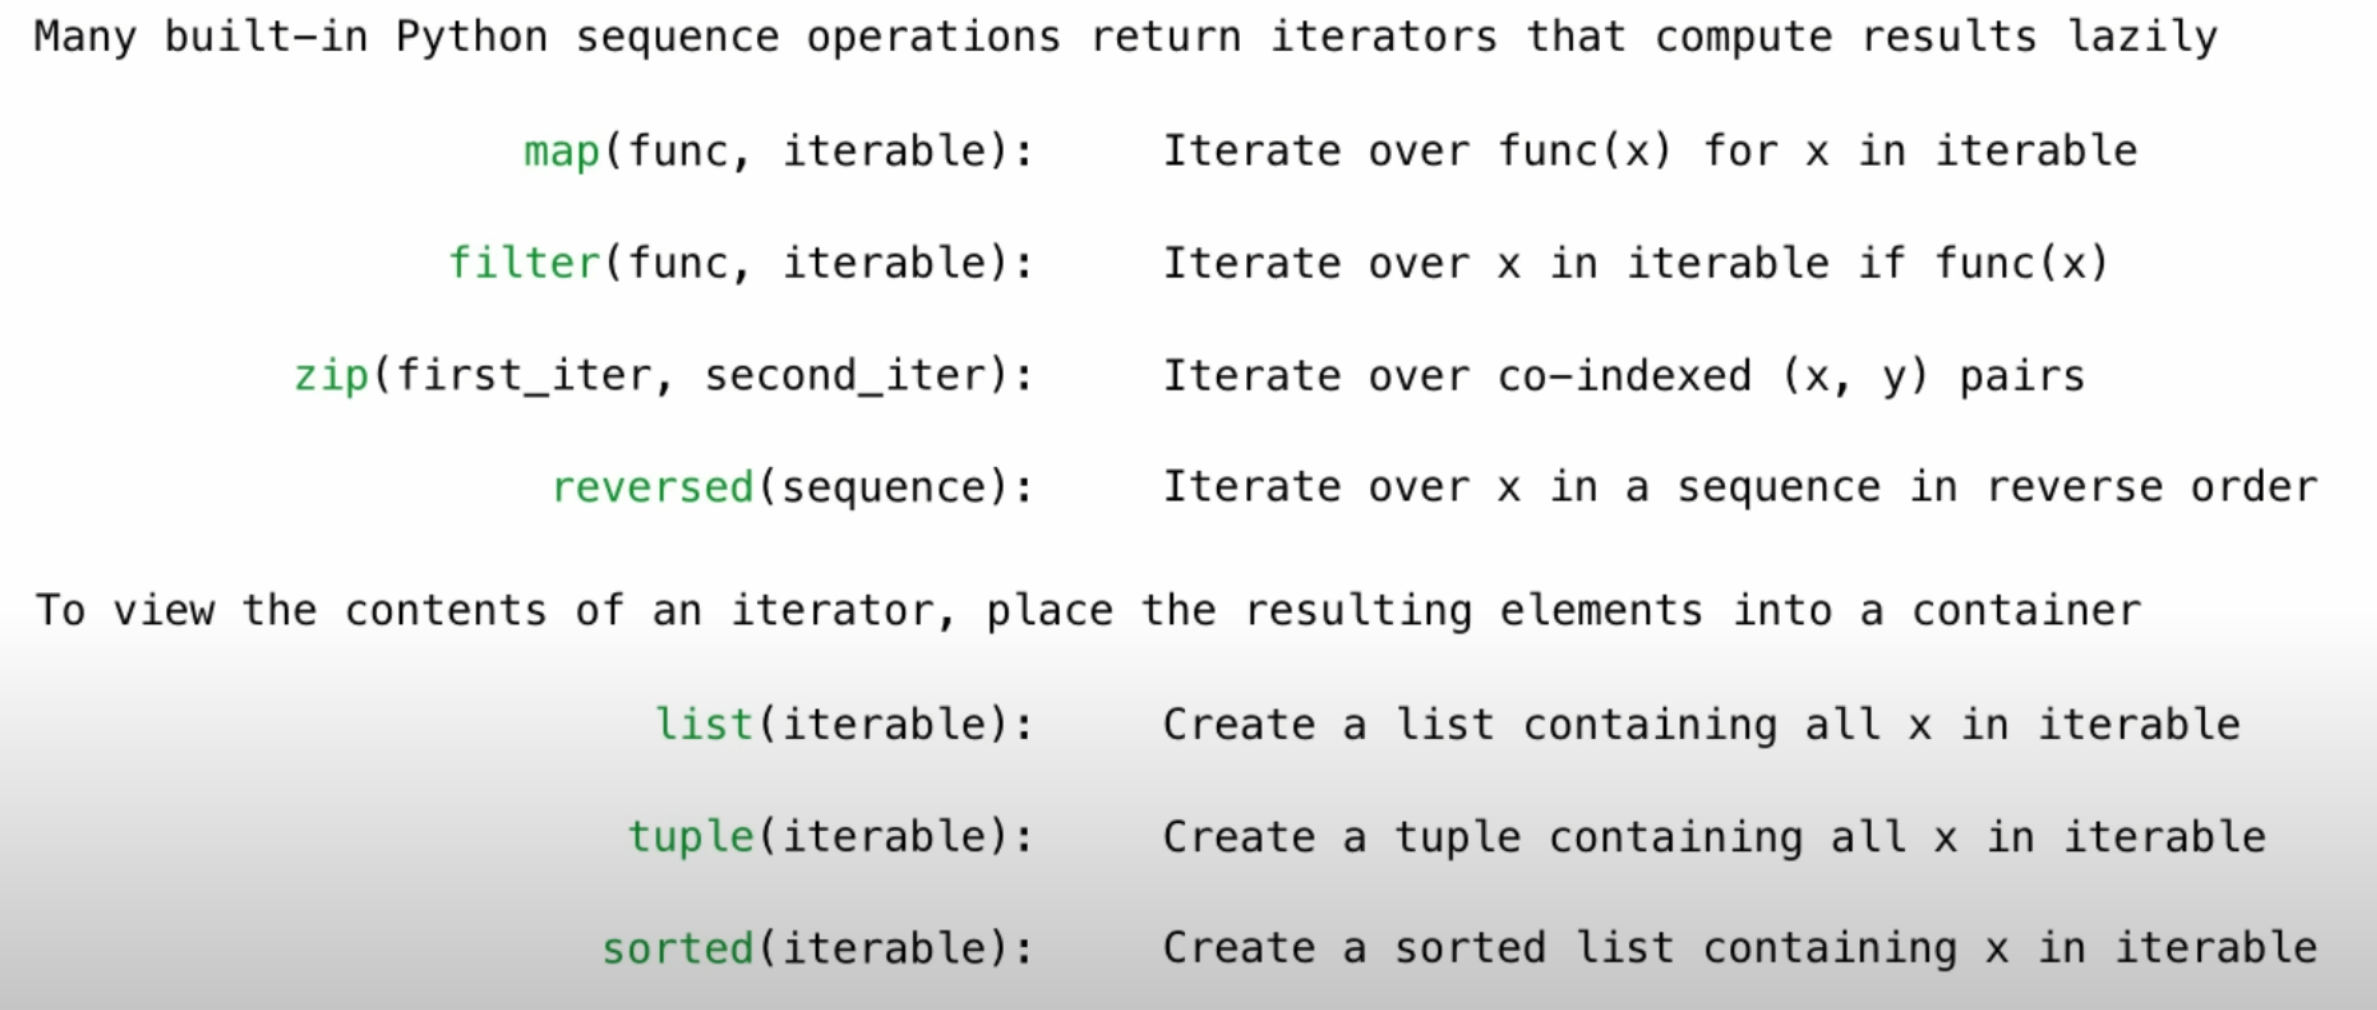 Many built-in Python sequence operations return iterators that compute results lazily
map(func, iterable): Iterate over func(x) for x in iterable
filter(func, iterable): Iterate over x in iterable if func(x)
zip(first_iter, second_iter): Iterate over co-indexed (x, y) pairs
reversed(sequence): Iterate over x in a sequence in reverse order
To view the contents of an iterator, place the resulting elements into a container
list(iterable): Create a list containing all x in iterable
tuple(iterable): Create a tuple containing all x in iterable
sorted(iterable): Create a sorted list containing x in iterable